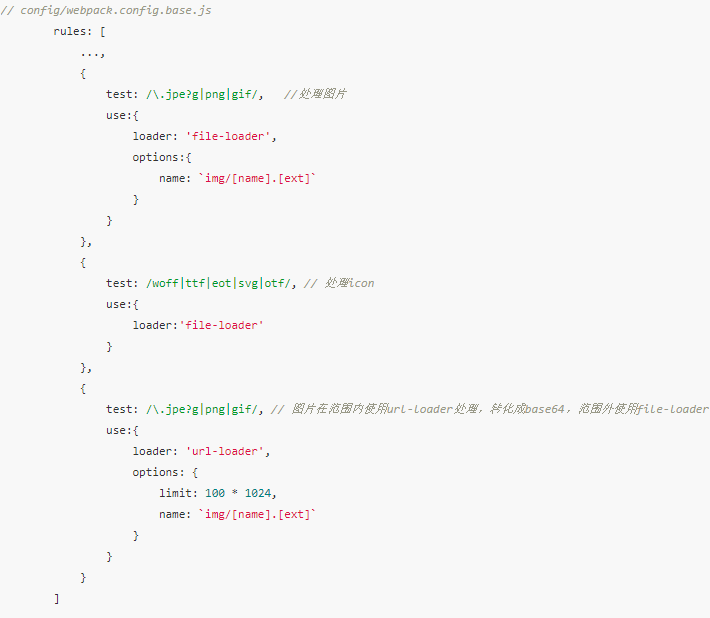 // config/webpack.config.base.js
rules: [
...,
{
test: /\.jpe?g|png|gif/,   //处理图片
use:{
loader: 'file-loader',
options:{
name: `img/[name].[ext]`
}
}
},
{
test: /woff|ttf|eot|svg|otf/, // 处理icon
use:{
loader:'file-loader'
}
},
{
test: /\.jpe?g|png|gif/, // 图片在范围内使用url-loader处理，转化成base64，范围外使用file-loader
use:{
loader: 'url-loader',
options: {
limit: 100 * 1024,
name: `img/[name].[ext]`
}
}
}
]